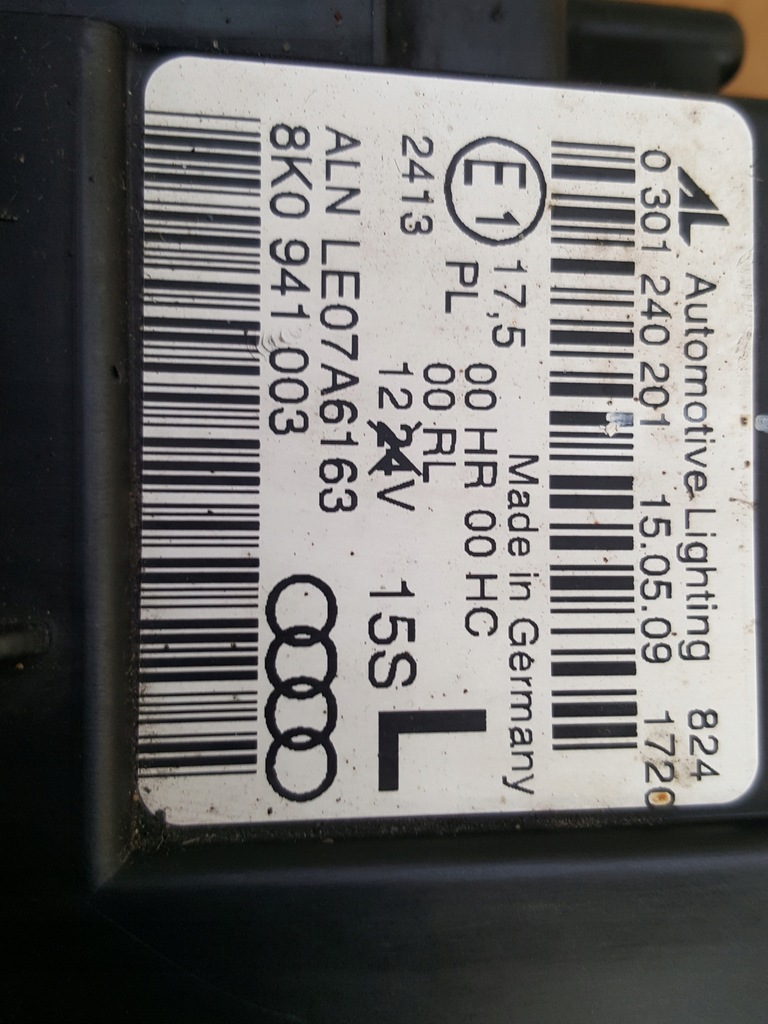 AL Automotive Lighting 824
0 301 240 201 15.05.09 1720
Made in Germany
E1 17,5 00 HR 00 HC
PL 00 RL
2413 12 24V 15S L
ALN LE07A6163
8K0 941 003